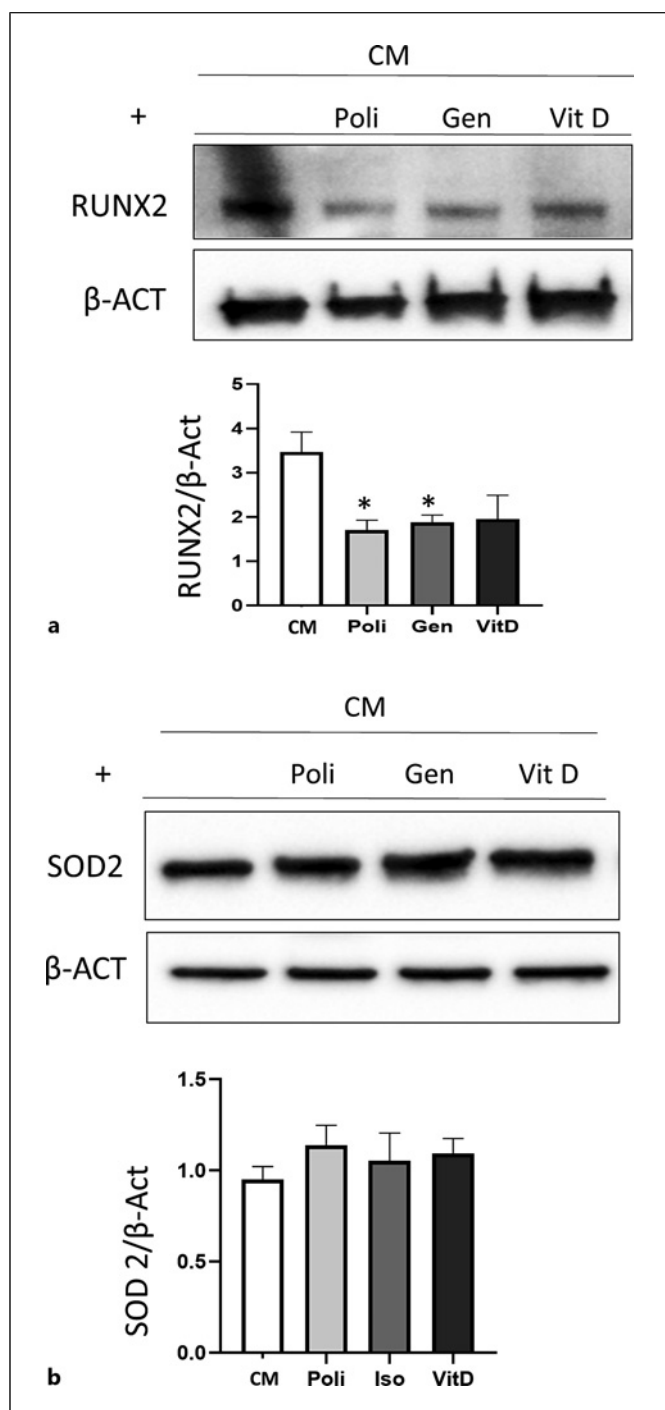 CM
+ Poli Gen Vit D
RUNX2
β-ACT
RUNX2/β-Act
5
4
3
2
1
0
* *
CM Poli Gen VitD
a
CM
+ Poli Gen Vit D
SOD2
β-ACT
SOD 2/β-Act
1.5
1.0
0.5
0.0
CM Poli Iso VitD
b